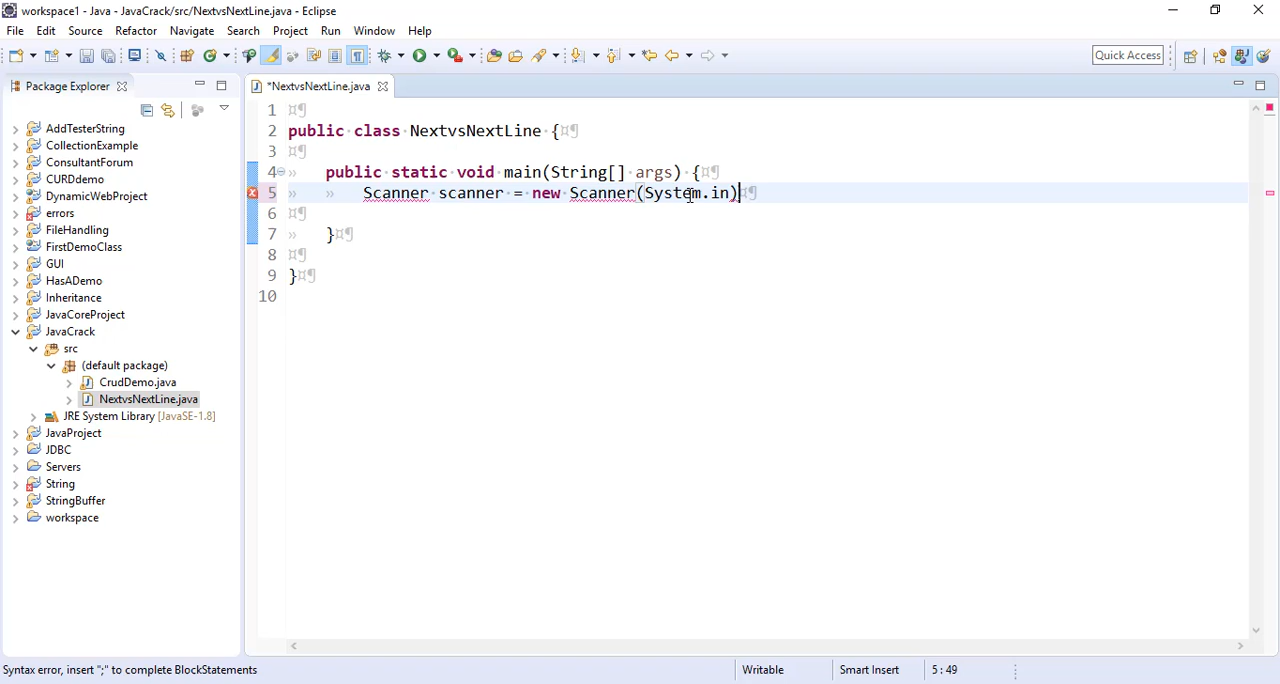 workspace1 - Java - JavaCrack/src/NextvsNextLine.java - Eclipse
File Edit Source Refactor Navigate Search Project Run Window Help
Quick Access
Package Explorer
*NextvsNextLine.java
AddTesterString
CollectionExample
ConsultantForum
CURDdemo
DynamicWebProject
errors
FileHandling
FirstDemoClass
GUI
HasADemo
Inheritance
JavaCoreProject
JavaCrack
src
(default package)
CrudDemo.java
NextvsNextLine.java
JRE System Library [JavaSE-1.8]
JavaProject
JDBC
Servers
String
StringBuffer
workspace
1 ¤¶
2 public·class·NextvsNextLine·{¤¶
3 ¤¶
4 » public·static·void·main(String[]·args)·{¤¶
5 » » Scanner·scanner·=·new·Scanner(System.in)¤¶
6 ¤¶
7 » }¤¶
8 ¤¶
9 }¤¶
10
Syntax error, insert ";" to complete BlockStatements
Writable
Smart Insert
5 : 49